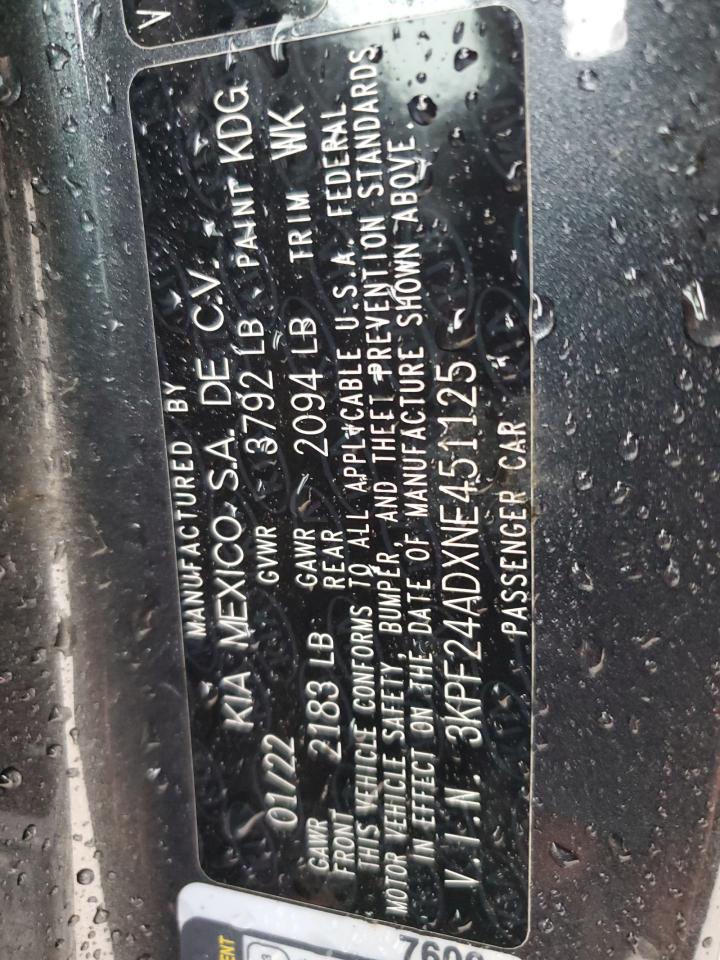 V
MANUFACTURED BY
KIA MEXICO, S.A. DE C.V.
01/22 GVWR 3792 LB PAINT KDG
GAWR FRONT 2183 LB GAWR REAR 2094 LB TRIM WK
THIS VEHICLE CONFORMS TO ALL APPLICABLE U.S.A. FEDERAL
MOTOR VEHICLE SAFETY, BUMPER, AND THEFT PREVENTION STANDARDS
IN EFFECT ON THE DATE OF MANUFACTURE SHOWN ABOVE.
V.I.N. 3KPF24ADXNE451125
PASSENGER CAR